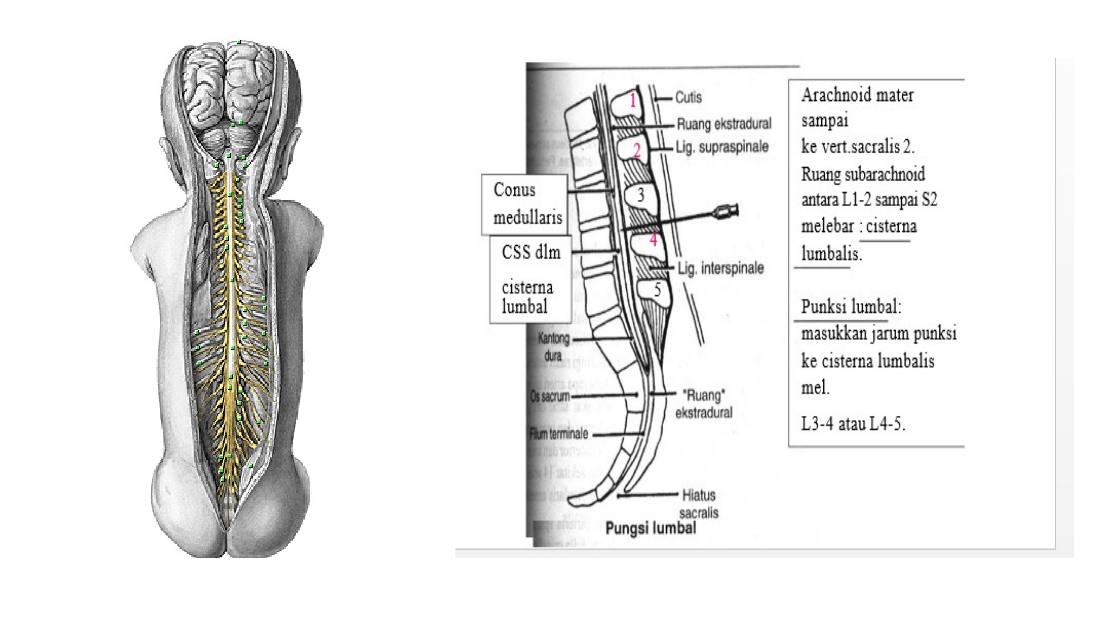 1
Cutis
Ruang ekstradural
2
Lig. supraspinale
Conus
medullaris
3
CSS dlm
cisterna
lumbal
4
Lig. interspinale
5
Kantong
dura
Os sacrum
"Ruang"
ekstradural
Filum terminale
Hiatus
sacralis
Pungsi lumbal
Arachnoid mater
sampai
ke vert.sacralis 2.
Ruang subarachnoid
antara L1-2 sampai S2
melebar : cisterna
lumbalis.
Punksi lumbal:
masukkan jarum punksi
ke cisterna lumbalis
mel.
L3-4 atau L4-5.